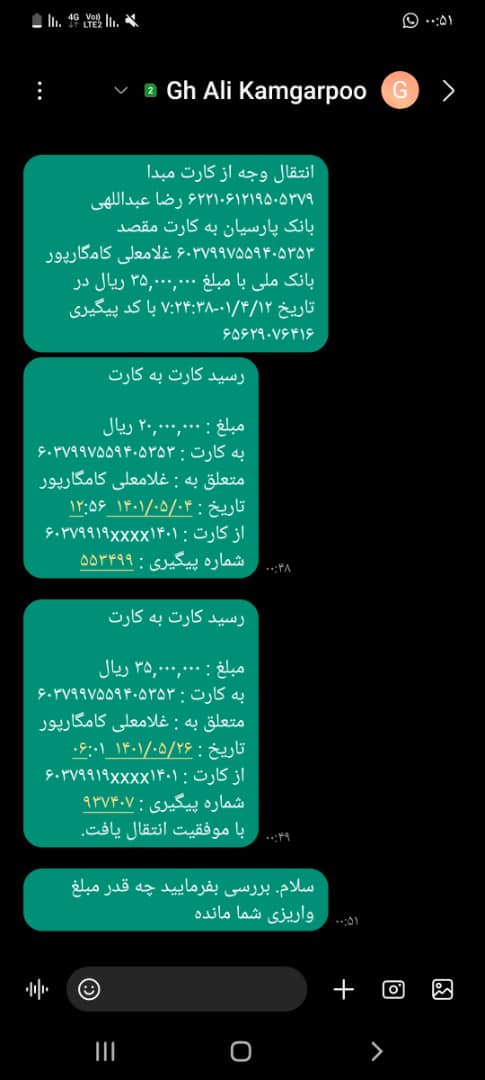 ۰۰:۵۱
4G VoLTE2
Gh Ali Kamgarpoo
2
G
انتقال وجه از کارت مبدا
۶۲۲۱۰۶۱۲۱۹۵۰۵۳۷۹ رضا عبداللهی
بانک پارسیان به کارت مقصد
۶۰۳۷۹۹۷۵۵۹۴۰۵۳۵۳ غلامعلی کامگارپور
بانک ملی با مبلغ ۳۵,۰۰۰,۰۰۰ ریال در
تاریخ ۰۱/۴/۱۲-۷:۲۴:۳۸ با کد پیگیری
۶۵۶۲۹۰۷۶۴۱۶
رسید کارت به کارت
مبلغ : ۲۰,۰۰۰,۰۰۰ ریال
به کارت : ۶۰۳۷۹۹۷۵۵۹۴۰۵۳۵۳
متعلق به : غلامعلی کامگارپور
تاریخ : ۱۴۰۱/۰۵/۰۴ ۱۲:۵۶
از کارت : ۶۰۳۷۹۹۱۹xxxx۱۴۰۱
شماره پیگیری : ۵۵۳۴۹۹
۰۰:۴۸
رسید کارت به کارت
مبلغ : ۳۵,۰۰۰,۰۰۰ ریال
به کارت : ۶۰۳۷۹۹۷۵۵۹۴۰۵۳۵۳
متعلق به : غلامعلی کامگارپور
تاریخ : ۱۴۰۱/۰۵/۲۶ ۰۶:۰۱
از کارت : ۶۰۳۷۹۹۱۹xxxx۱۴۰۱
شماره پیگیری : ۹۳۷۴۰۷
با موفقیت انتقال یافت.
۰۰:۴۹
سلام. بررسی بفرمایید چه قدر مبلغ
واریزی شما مانده
۰۰:۵۱